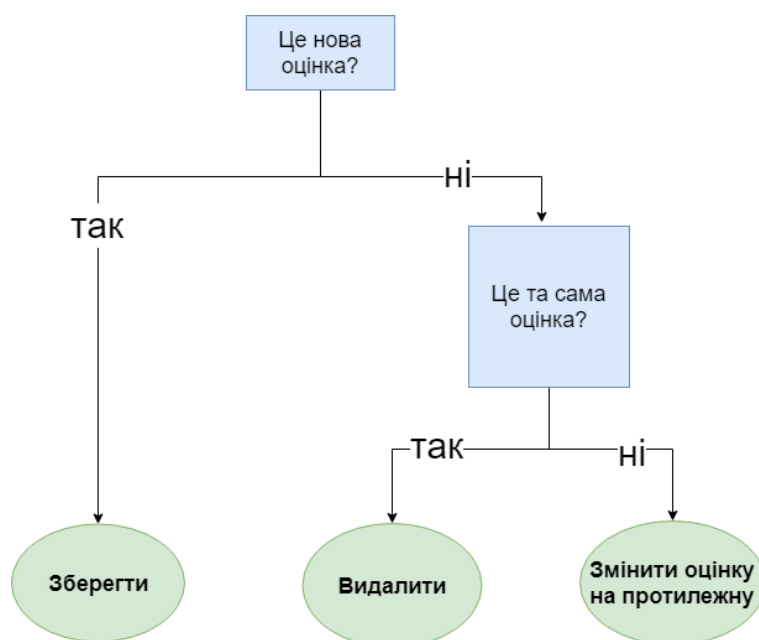 Це нова
оцінка?
ні
так
Це та сама
оцінка?
так
ні
Зберегти
Видалити
Змінити оцінку
на протилежну